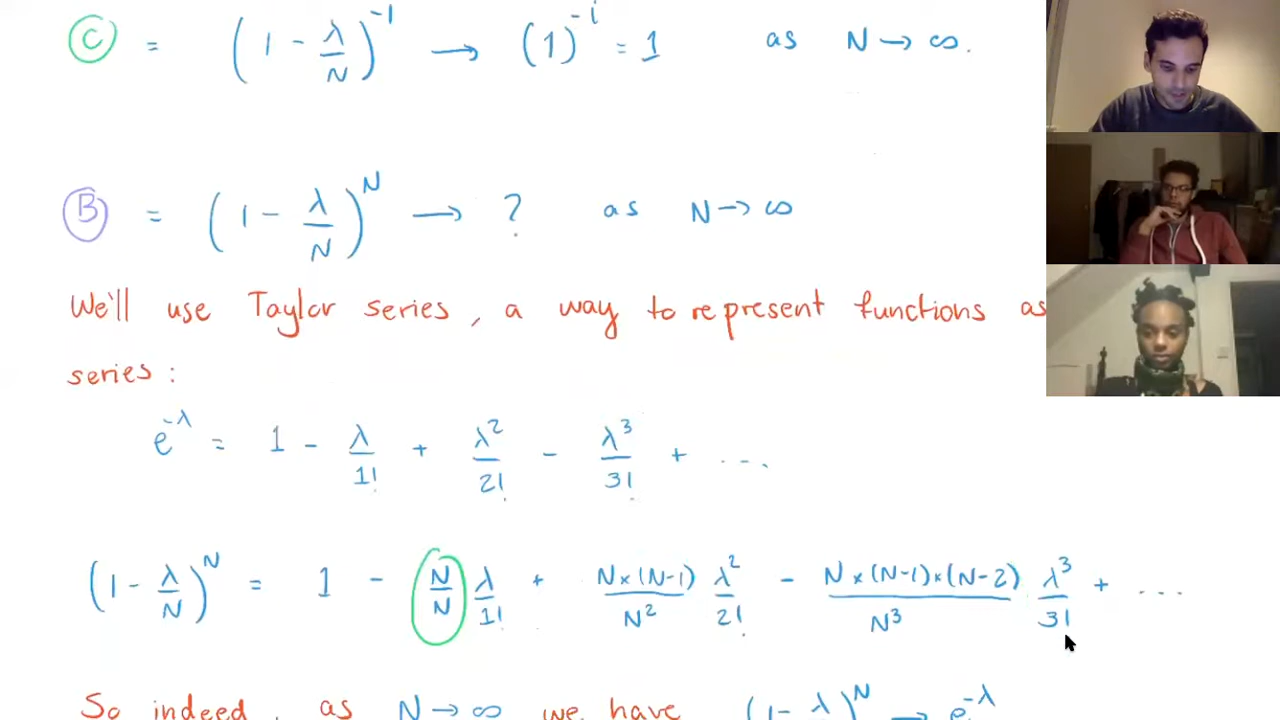 C = (1 - λ/N)^-1 → (1)^-1 = 1 as N → ∞.
B = (1 - λ/N)^N → ? as N → ∞
We'll use Taylor series, a way to represent functions as
series:
e^-λ = 1 - λ/1! + λ²/2! - λ³/3! + ...
(1 - λ/N)^N = 1 - N/N λ/1! + N×(N-1)/N² λ²/2! - N×(N-1)×(N-2)/N³ λ³/3! + ...
So indeed, as N → ∞ we have (1 - λ/N)^N → e^-λ